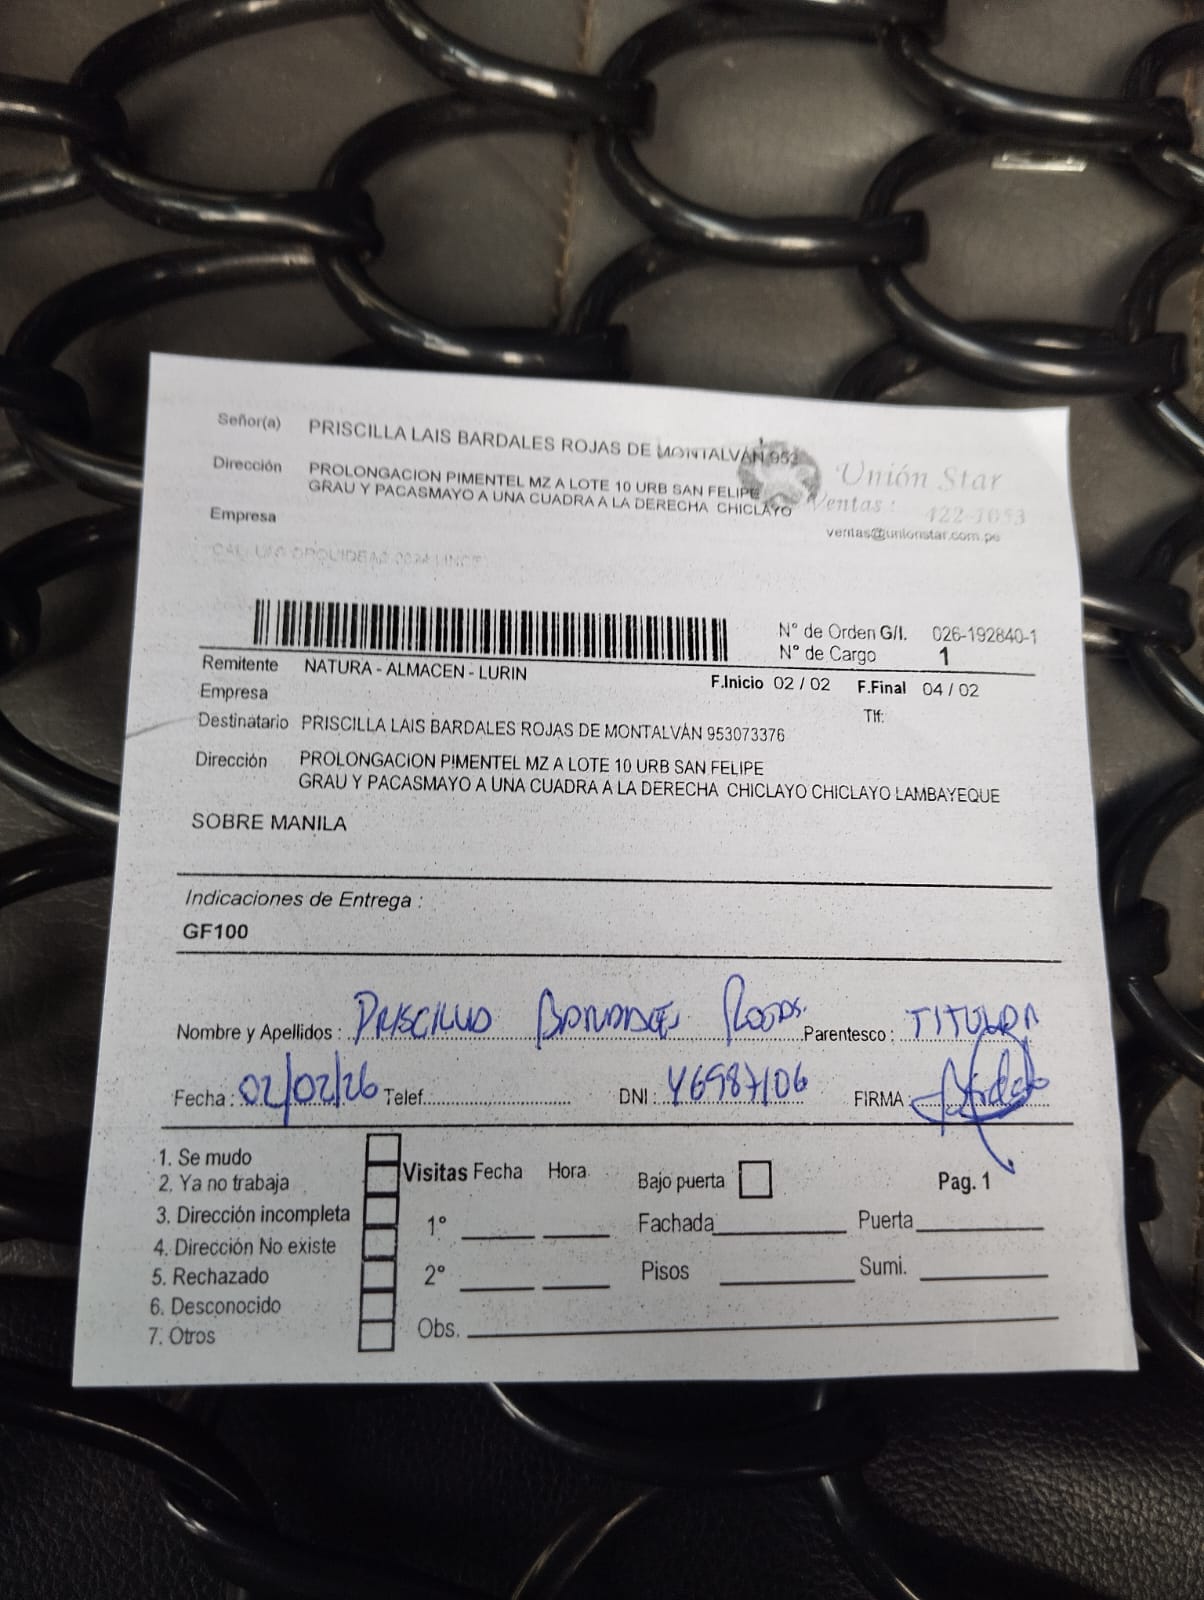 Señor(a) PRISCILLA LAIS BARDALES ROJAS DE MONTALVÁN 953
Dirección PROLONGACION PIMENTEL MZ A LOTE 10 URB SAN FELIPE
GRAU Y PACASMAYO A UNA CUADRA A LA DERECHA CHICLAYO
Unión Star
Ventas : 422-1053
ventas@unionstar.com.pe
Empresa
N° de Orden G/I. 026-192840-1
N° de Cargo 1
Remitente NATURA - ALMACEN - LURIN
F.Inicio 02 / 02 F.Final 04 / 02
Empresa
Tlf:
Destinatario PRISCILLA LAIS BARDALES ROJAS DE MONTALVÁN 953073376
Dirección PROLONGACION PIMENTEL MZ A LOTE 10 URB SAN FELIPE
GRAU Y PACASMAYO A UNA CUADRA A LA DERECHA CHICLAYO CHICLAYO LAMBAYEQUE
SOBRE MANILA
Indicaciones de Entrega :
GF100
Nombre y Apellidos : PRISCILLA BARDALES ROJAS Parentesco : TITULAR
Fecha : 02/02/26 Telef. DNI : 46987106 FIRMA :
1. Se mudo
2. Ya no trabaja
3. Dirección incompleta
4. Dirección No existe
5. Rechazado
6. Desconocido
7. Otros
Visitas Fecha Hora
1°
2°
Obs.
Bajo puerta Pag. 1
Fachada Puerta
Pisos Sumi.